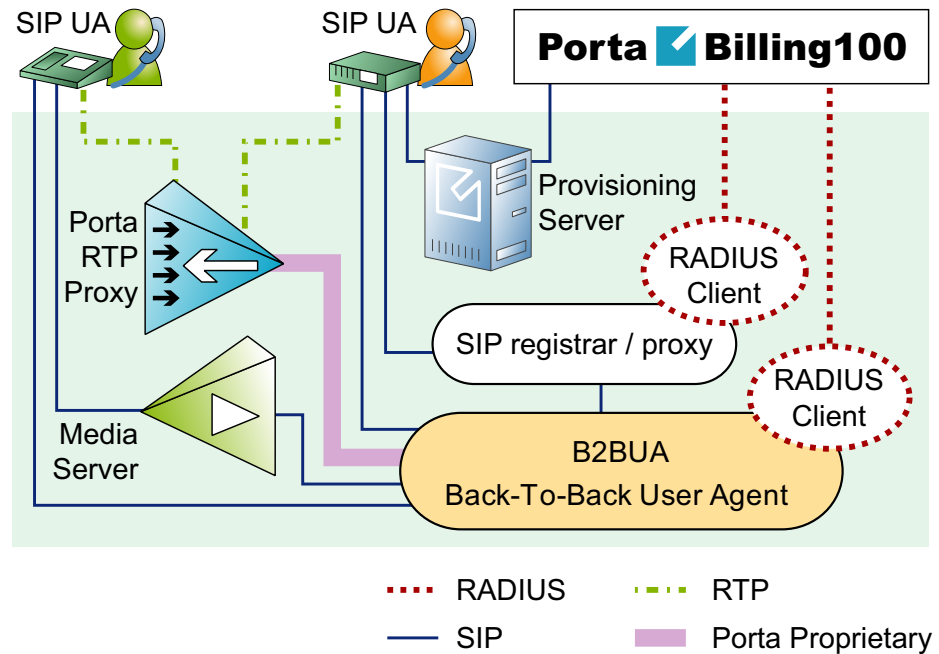 SIP UA
SIP UA
Porta Billing100
Provisioning
Server
Porta
RTP
Proxy
RADIUS
Client
SIP registrar / proxy
RADIUS
Client
Media
Server
B2BUA
Back-To-Back User Agent
RADIUS
RTP
SIP
Porta Proprietary